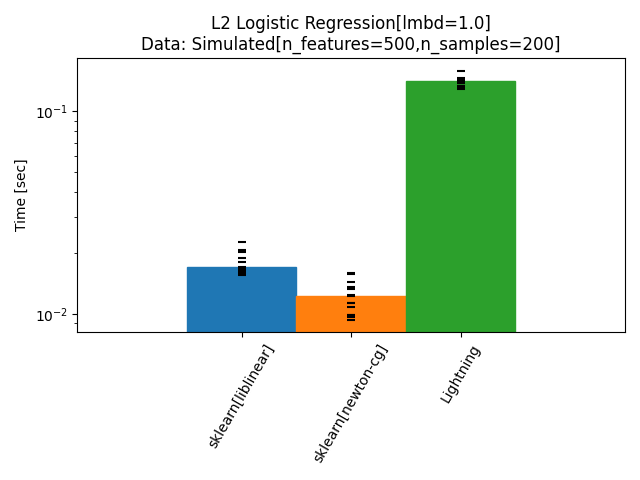 L2 Logistic Regression[lmbd=1.0]
Data: Simulated[n_features=500,n_samples=200]
Time [sec]
10⁻¹
10⁻²
sklearn[liblinear]
sklearn[newton-cg]
Lightning